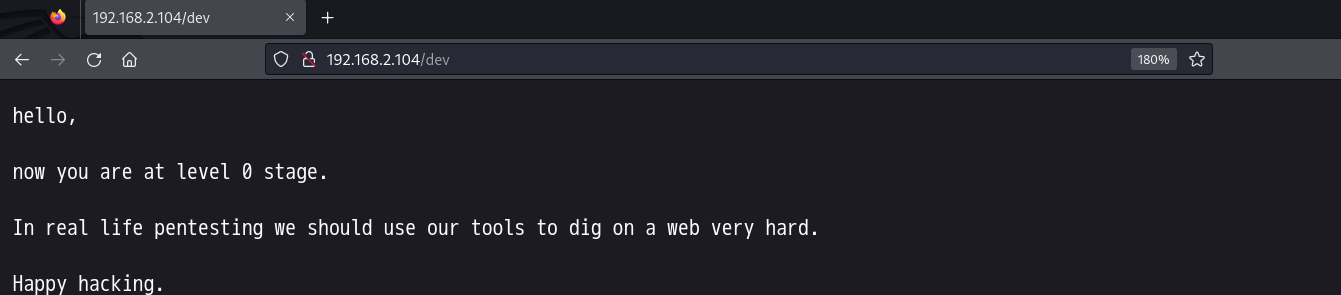 192.168.2.104/dev
192.168.2.104/dev
180%
hello,
now you are at level 0 stage.
In real life pentesting we should use our tools to dig on a web very hard.
Happy hacking.